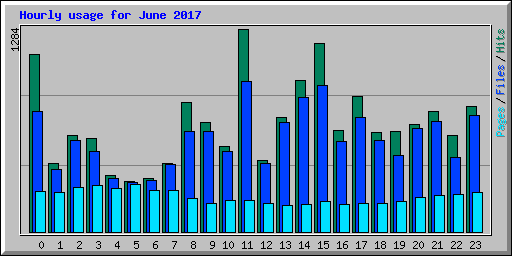 Hourly usage for June 2017
1284
Pages/Files/Hits
0 1 2 3 4 5 6 7 8 9 10 11 12 13 14 15 16 17 18 19 20 21 22 23